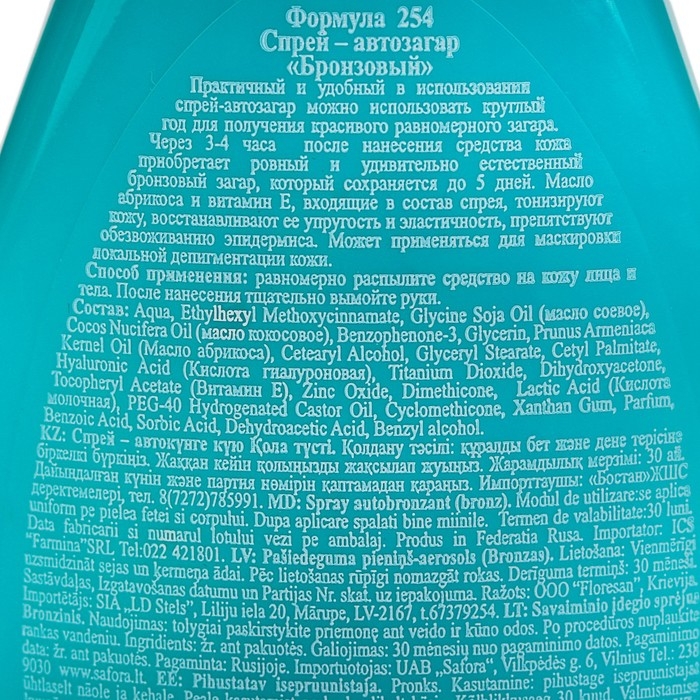 Формула 254
Спрей – автозагар
«Бронзовый»
Практичный и удобный в использовании
спрей-автозагар можно использовать круглый
год для получения красивого равномерного загара.
Через 3-4 часа после нанесения средства кожа
приобретает ровный и удивительно естественный
бронзовый загар, который сохраняется до 5 дней. Масло
абрикоса и витамин Е, входящие в состав спрея, тонизируют
кожу, восстанавливают ее упругость и эластичность, препятствуют
обезвоживанию эпидермиса. Может применяться для маскировки
локальной депигментации кожи.
Способ применения: равномерно распылите средство на кожу лица и
тела. После нанесения тщательно вымойте руки.
Состав: Aqua, Ethylhexyl Methoxycinnamate, Glycine Soja Oil (масло соевое),
Cocos Nucifera Oil (масло кокосовое), Benzophenone-3, Glycerin, Prunus Armeniaca
Kernel Oil (Масло абрикоса), Cetearyl Alcohol, Glyceryl Stearate, Cetyl Palmitate,
Hyaluronic Acid (Кислота гиалуроновая), Titanium Dioxide, Dihydroxyacetone,
Tocopheryl Acetate (Витамин Е), Zinc Oxide, Dimethicone, Lactic Acid (Кислота
молочная), PEG-40 Hydrogenated Castor Oil, Cyclomethicone, Xanthan Gum, Parfum,
Benzoic Acid, Sorbic Acid, Dehydroacetic Acid, Benzyl alcohol.
KZ: Спрей – автокүнге күю Қола түсті. Қолдану тәсілі: құралды бет және дене терісіне
біркелкі бүркіңіз. Жаққан кейін қолыңызды жақсылап жуыңыз. Жарамдылық мерзімі: 30 ай.
Дайындалған күнін және партия нөмірін қаптамадан қараңыз. Импорттаушы: «Бостан»ЖШС
деректемелері, тел. 8(7272)785991. MD: Spray autobronzant (bronz). Modul de utilizare:se aplica
uniform pe pielea fetei si corpului. Dupa aplicare spalati bine miinile. Termen de valabilitate:30 luni.
Data fabricarii si numarul lotului vezi pe ambalaj. Produs in Federatia Rusa. Importator: ICS
"Farmina"SRL Tel:022 421801. LV: Pašiedeguma pieniņš-aerosols (Bronzas). Lietošana: Vienmērīgi
uzsmidzināt sejas un ķermeņa ādai. Pēc lietošanas rūpīgi nomazgāt rokas. Derīguma termiņš: 30 mēneši.
Sastāvdaļas, Izgatavošanas datumu un Partijas Nr. skat. uz iepakojuma. Ražots: OOO "Floresan", Krievija.
Importētājs: SIA „LD Stels”, Liliju iela 20, Mārupe, LV-2167, t.67379254. LT: Savaiminio įdegio sprėjus
Bronzinis. Naudojimas: tolygiai paskirstykite priemonę ant veido ir kūno odos. Po procedūros nuplaukite
rankas vandeniu. Ingridients: žr. ant pakuotės. Galiojimas: 30 mėnesių nuo pagaminimo datos. Pagaminimo
data: žr. ant pakuotės. Pagaminta: Rusijoje. Importuotojas: UAB „Safora”, Vilkpėdės g. 6, Vilnius Tel.: 238
9030 www.safora.lt. EE: Pihustatav isepruunistaja. Pronks. Kasutamine: pihustage isepruunistaja
ühtlaselt näole ja kehale.